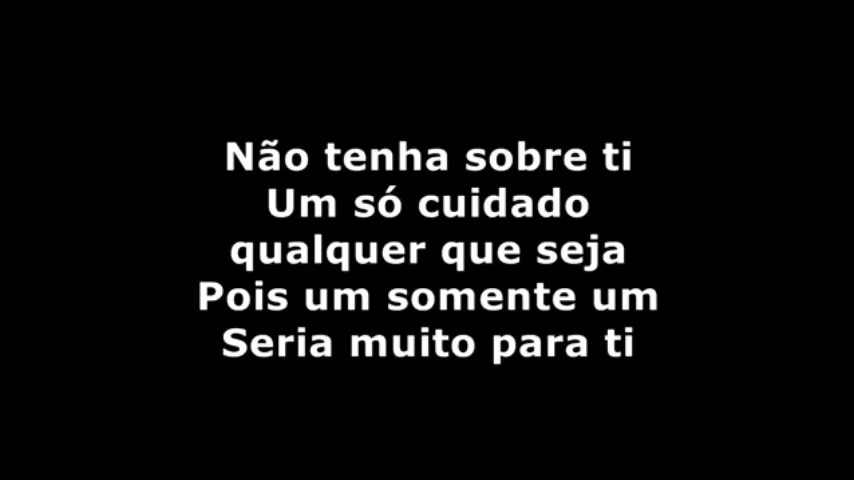 Não tenha sobre ti
Um só cuidado
qualquer que seja
Pois um somente um
Seria muito para ti